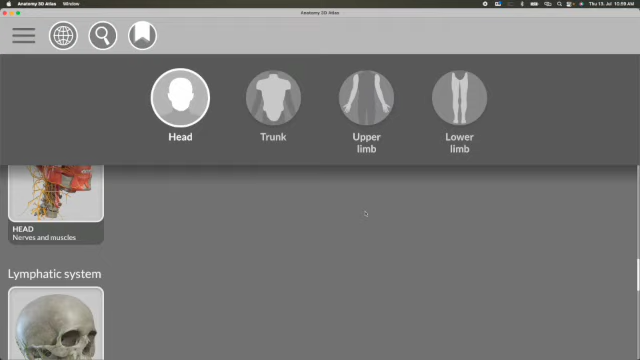 Anatomy 3D Atlas Window
Thu 13. Jul 10:59 AM
Anatomy 3D Atlas
Head
Trunk
Upper
limb
Lower
limb
HEAD
Nerves and muscles
Lymphatic system